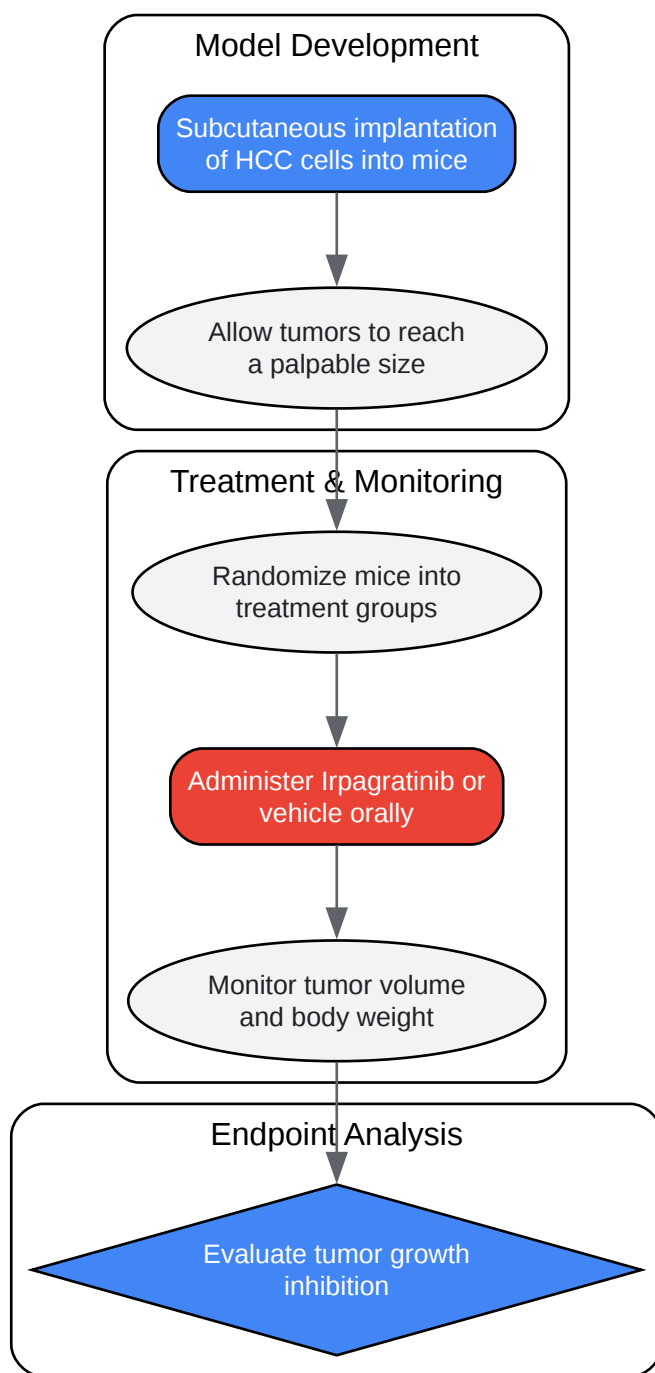 Model Development
Subcutaneous implantation
of HCC cells into mice
Allow tumors to reach
a palpable size
Treatment & Monitoring
Randomize mice into
treatment groups
Administer Irpagratinib or
vehicle orally
Monitor tumor volume
and body weight
Endpoint Analysis
Evaluate tumor growth
inhibition